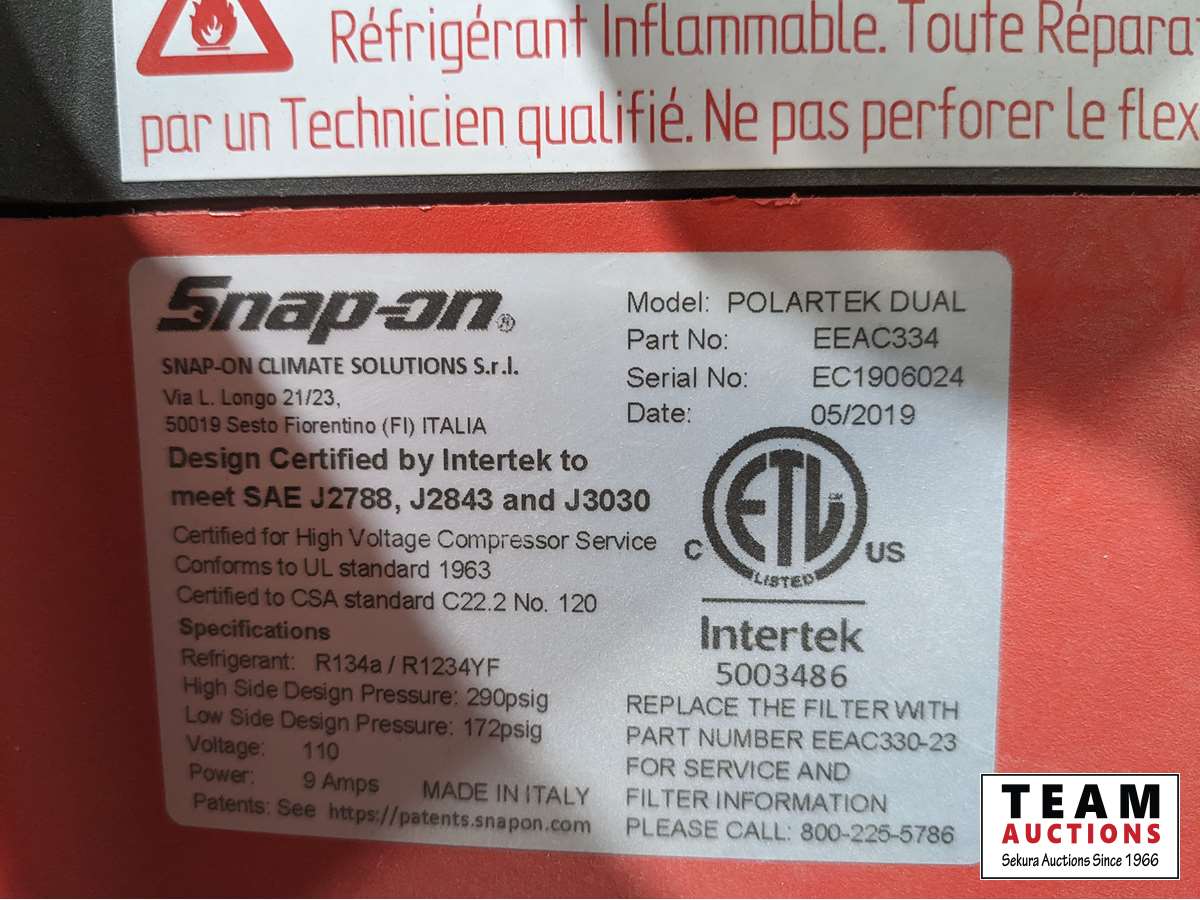 Réfrigérant Inflammable. Toute Répara
par un Technicien qualifié. Ne pas perforer le flex
Snap-on®
SNAP-ON CLIMATE SOLUTIONS S.r.l.
Via L. Longo 21/23,
50019 Sesto Fiorentino (FI) ITALIA
Design Certified by Intertek to
meet SAE J2788, J2843 and J3030
Certified for High Voltage Compressor Service
Conforms to UL standard 1963
Certified to CSA standard C22.2 No. 120
Specifications
Refrigerant: R134a / R1234YF
High Side Design Pressure: 290psig
Low Side Design Pressure: 172psig
Voltage: 110
Power: 9 Amps
MADE IN ITALY
Patents: See https://patents.snapon.com
Model: POLARTEK DUAL
Part No: EEAC334
Serial No: EC1906024
Date: 05/2019
C ETL US
LISTED
Intertek
5003486
REPLACE THE FILTER WITH
PART NUMBER EEAC330-23
FOR SERVICE AND
FILTER INFORMATION
PLEASE CALL: 800-225-5786
TEAM
AUCTIONS
Sekura Auctions Since 1966